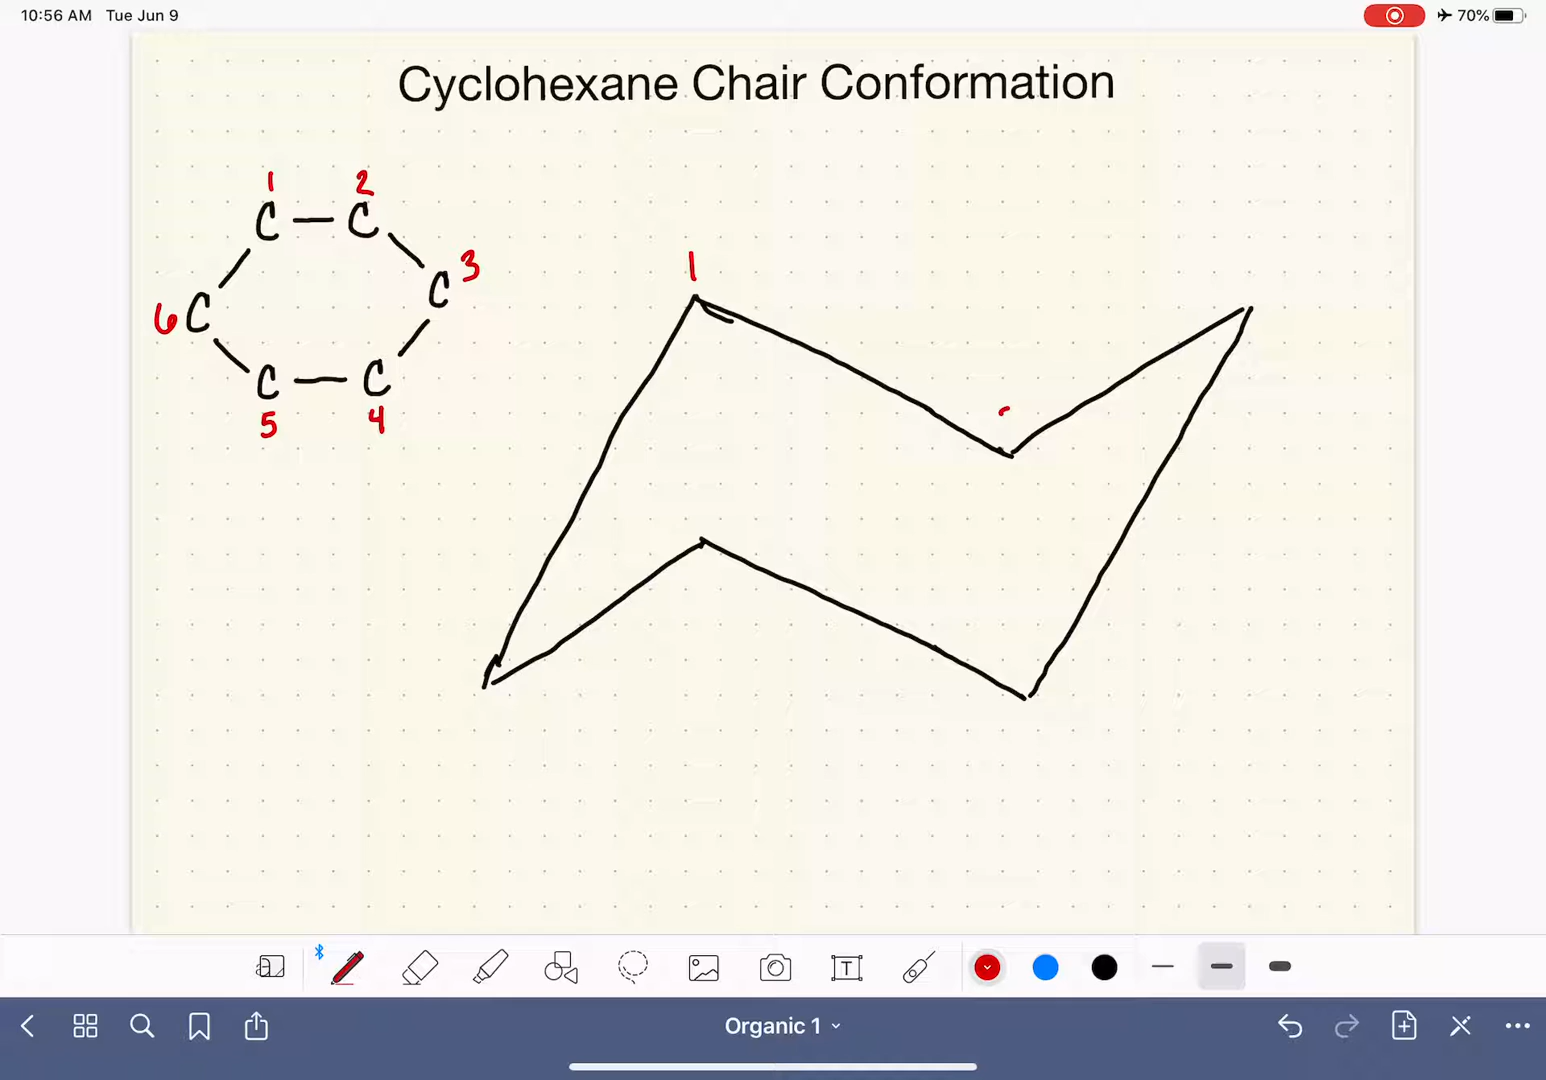 10:56 AM Tue Jun 9
70%
Cyclohexane Chair Conformation
1 2
C — C
3
C
6 C
C — C
5 4
1
T
Organic 1